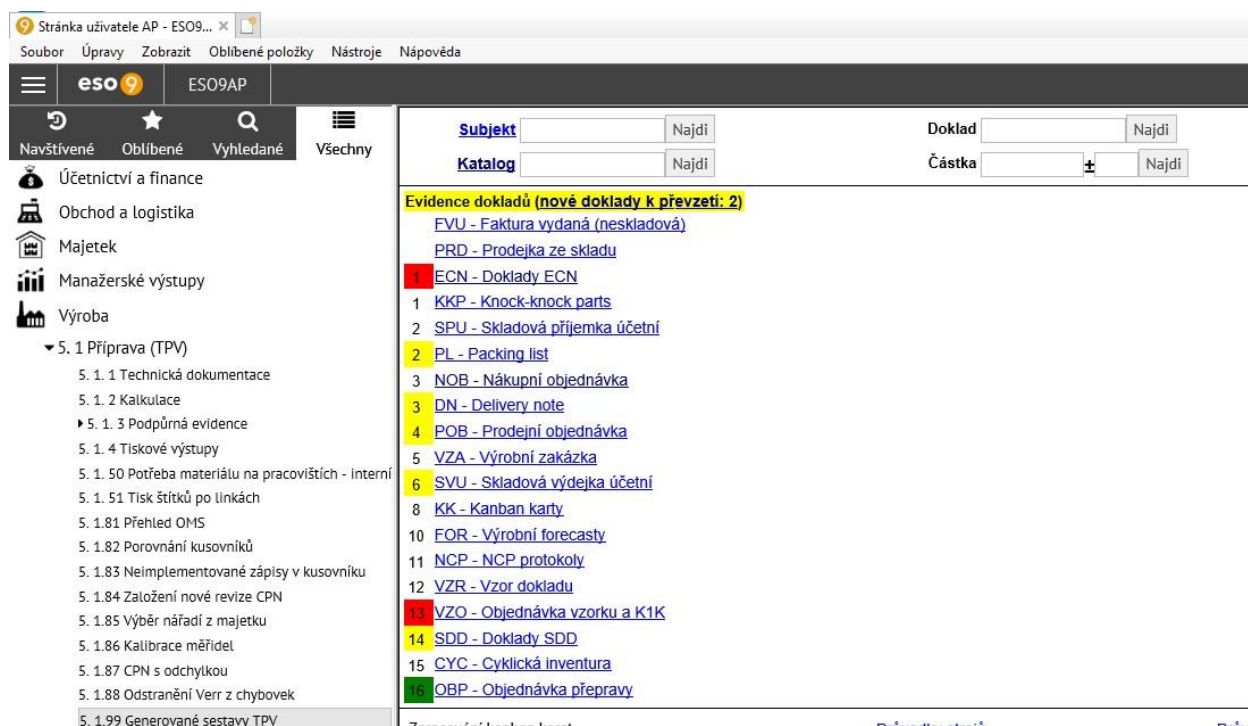 Stránka uživatele AP - ESO9...
Soubor Úpravy Zobrazit Oblíbené položky Nástroje Nápověda
eso9 ESO9AP
Navštívené Oblíbené Vyhledané Všechny
Účetnictví a finance
Obchod a logistika
Majetek
Manažerské výstupy
Výroba
5. 1 Příprava (TPV)
5. 1. 1 Technická dokumentace
5. 1. 2 Kalkulace
5. 1. 3 Podpůrná evidence
5. 1. 4 Tiskové výstupy
5. 1. 50 Potřeba materiálu na pracovištích - interní
5. 1. 51 Tisk štítků po linkách
5. 1.81 Přehled OMS
5. 1.82 Porovnání kusovníků
5. 1.83 Neimplementované zápisy v kusovníku
5. 1.84 Založení nové revize CPN
5. 1.85 Výběr nářadí z majetku
5. 1.86 Kalibrace měřidel
5. 1.87 CPN s odchylkou
5. 1.88 Odstranění Verr z chybovek
5. 1.99 Generované sestavy TPV
Subjekt Najdi Doklad Najdi
Katalog Najdi Částka ± Najdi
Evidence dokladů (nové doklady k převzetí: 2)
FVU - Faktura vydaná (neskladová)
PRD - Prodejka ze skladu
1 ECN - Doklady ECN
1 KKP - Knock-knock parts
2 SPU - Skladová příjemka účetní
2 PL - Packing list
3 NOB - Nákupní objednávka
3 DN - Delivery note
4 POB - Prodejní objednávka
5 VZA - Výrobní zakázka
6 SVU - Skladová výdejka účetní
8 KK - Kanban karty
10 FOR - Výrobní forecasty
11 NCP - NCP protokoly
12 VZR - Vzor dokladu
13 VZO - Objednávka vzorku a K1K
14 SDD - Doklady SDD
15 CYC - Cyklická inventura
16 OBP - Objednávka přepravy